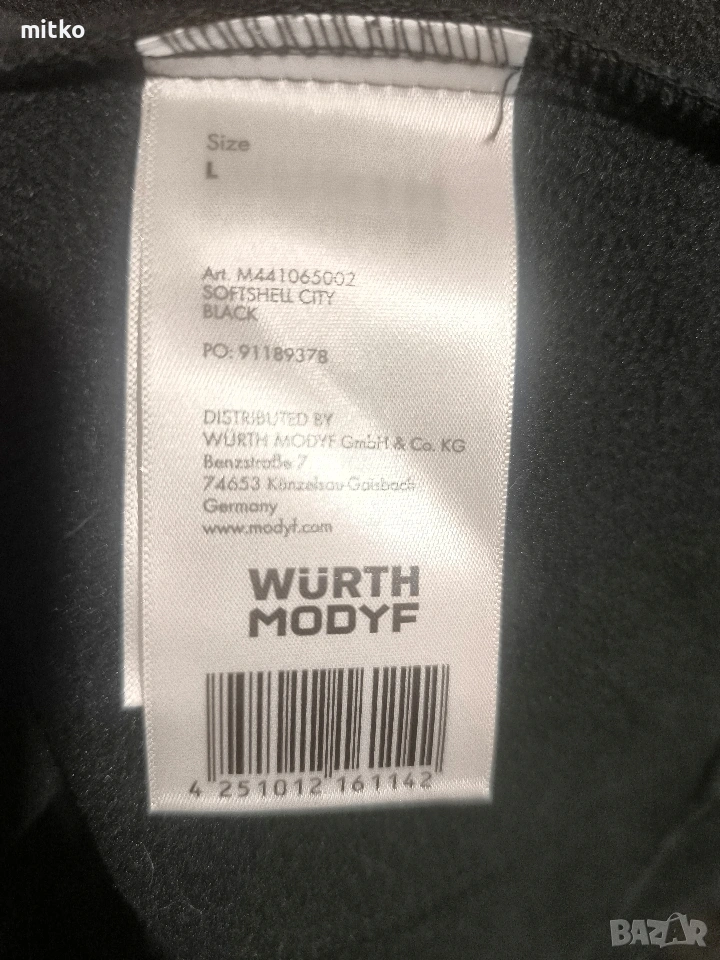 mitko
Size
L
Art. M441065002
SOFTSHELL CITY
BLACK
PO: 91189378
DISTRIBUTED BY
WÜRTH MODYF GmbH & Co. KG
Benzstraße 7
74653 Künzelsau-Gaisbach
Germany
www.modyf.com
WÜRTH
MODYF
4 251012 161142
BAZAR